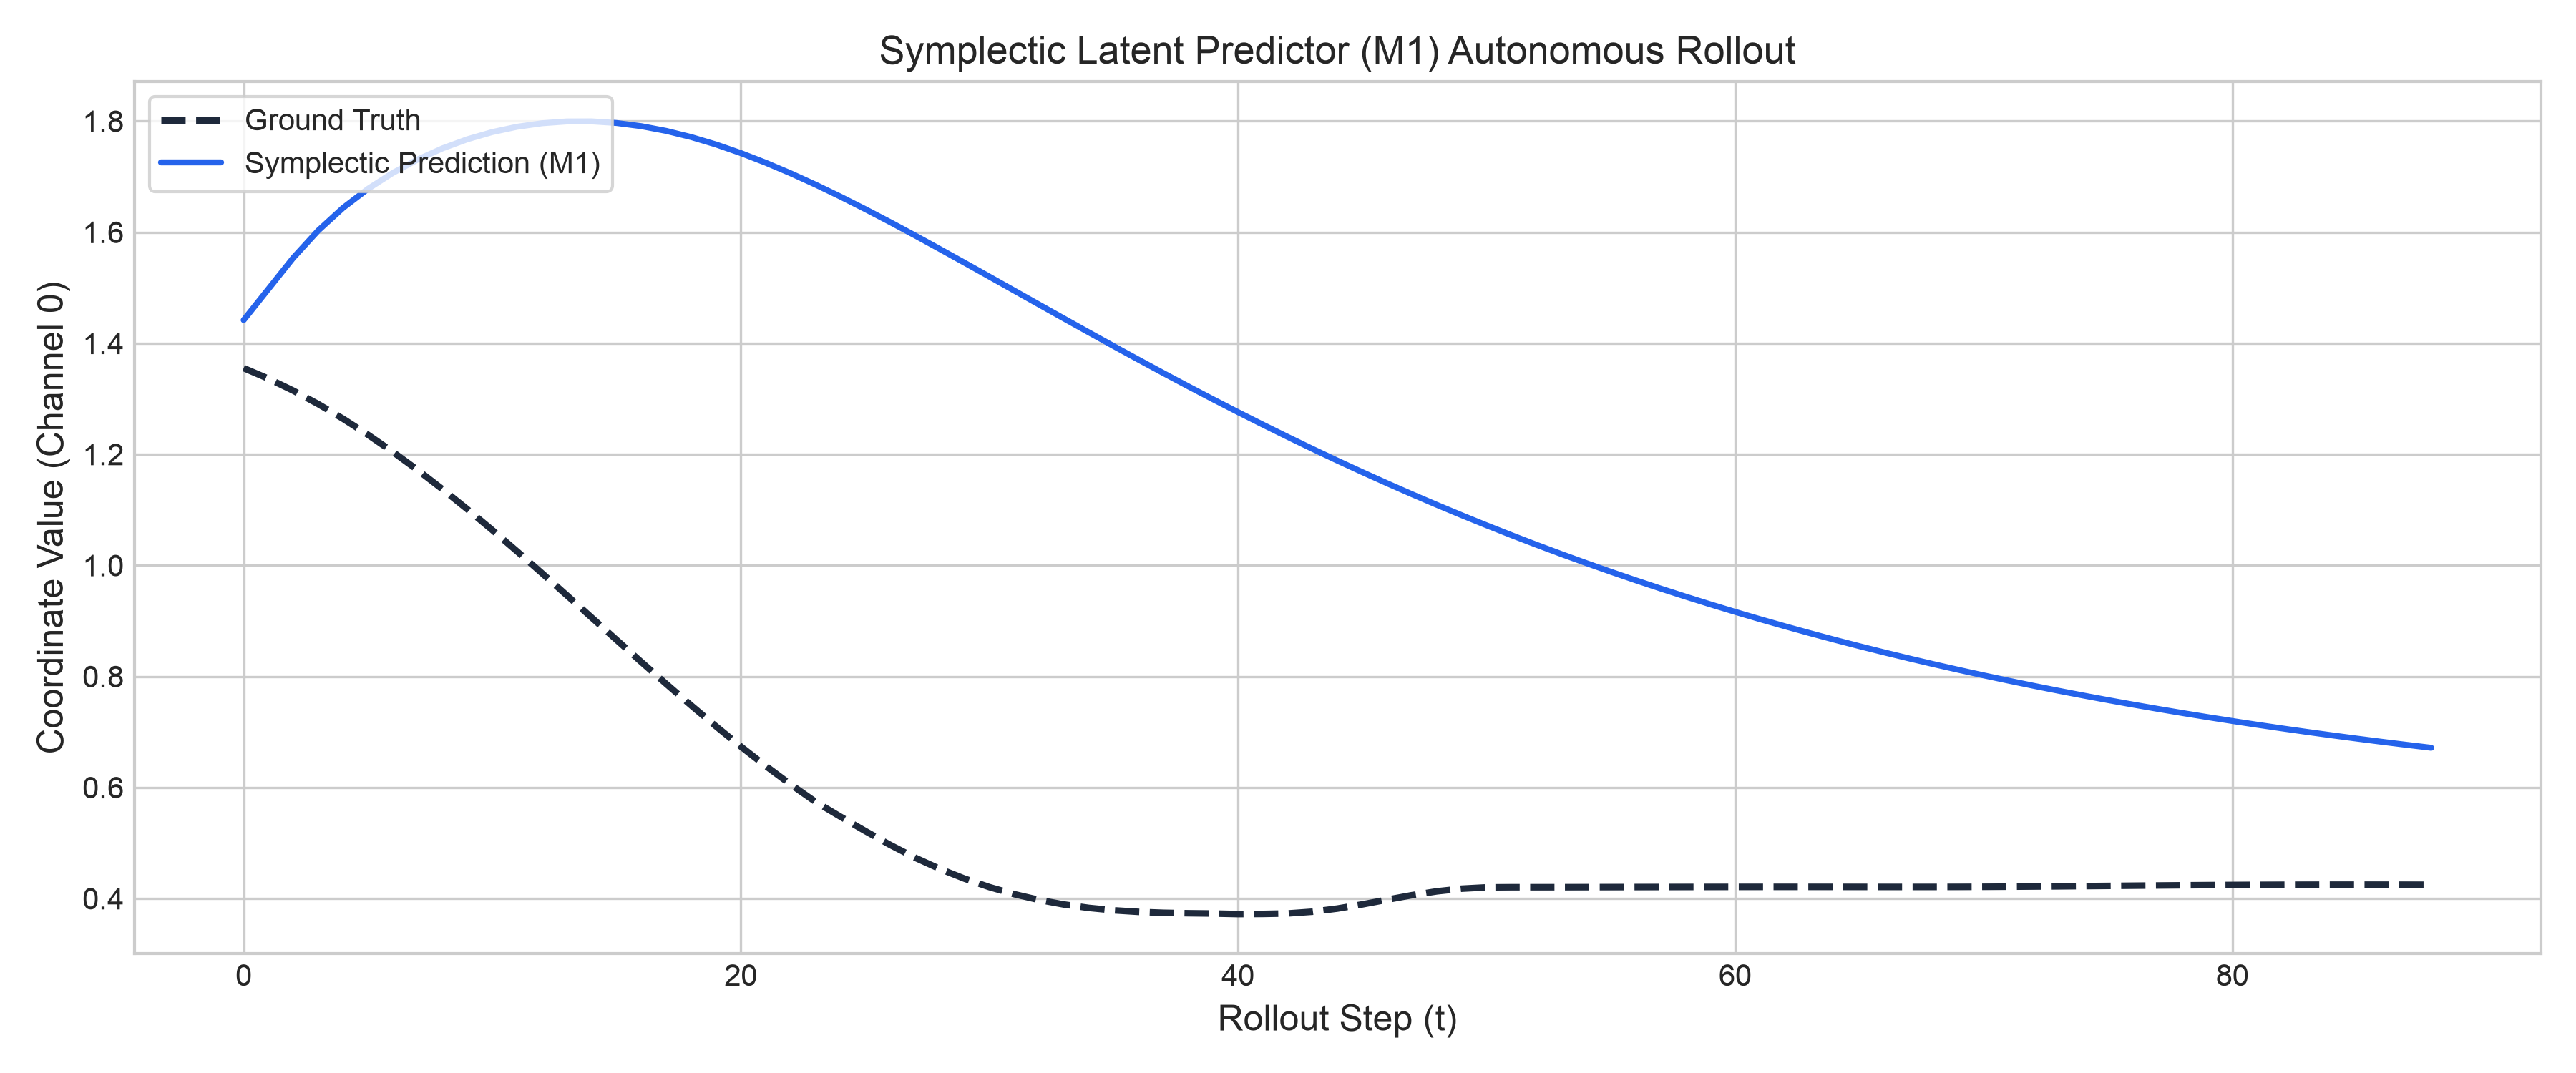 Symplectic Latent Predictor (M1) Autonomous Rollout
Ground Truth
Symplectic Prediction (M1)
Coordinate Value (Channel 0)
1.8
1.6
1.4
1.2
1.0
0.8
0.6
0.4
0
20
40
60
80
Rollout Step (t)